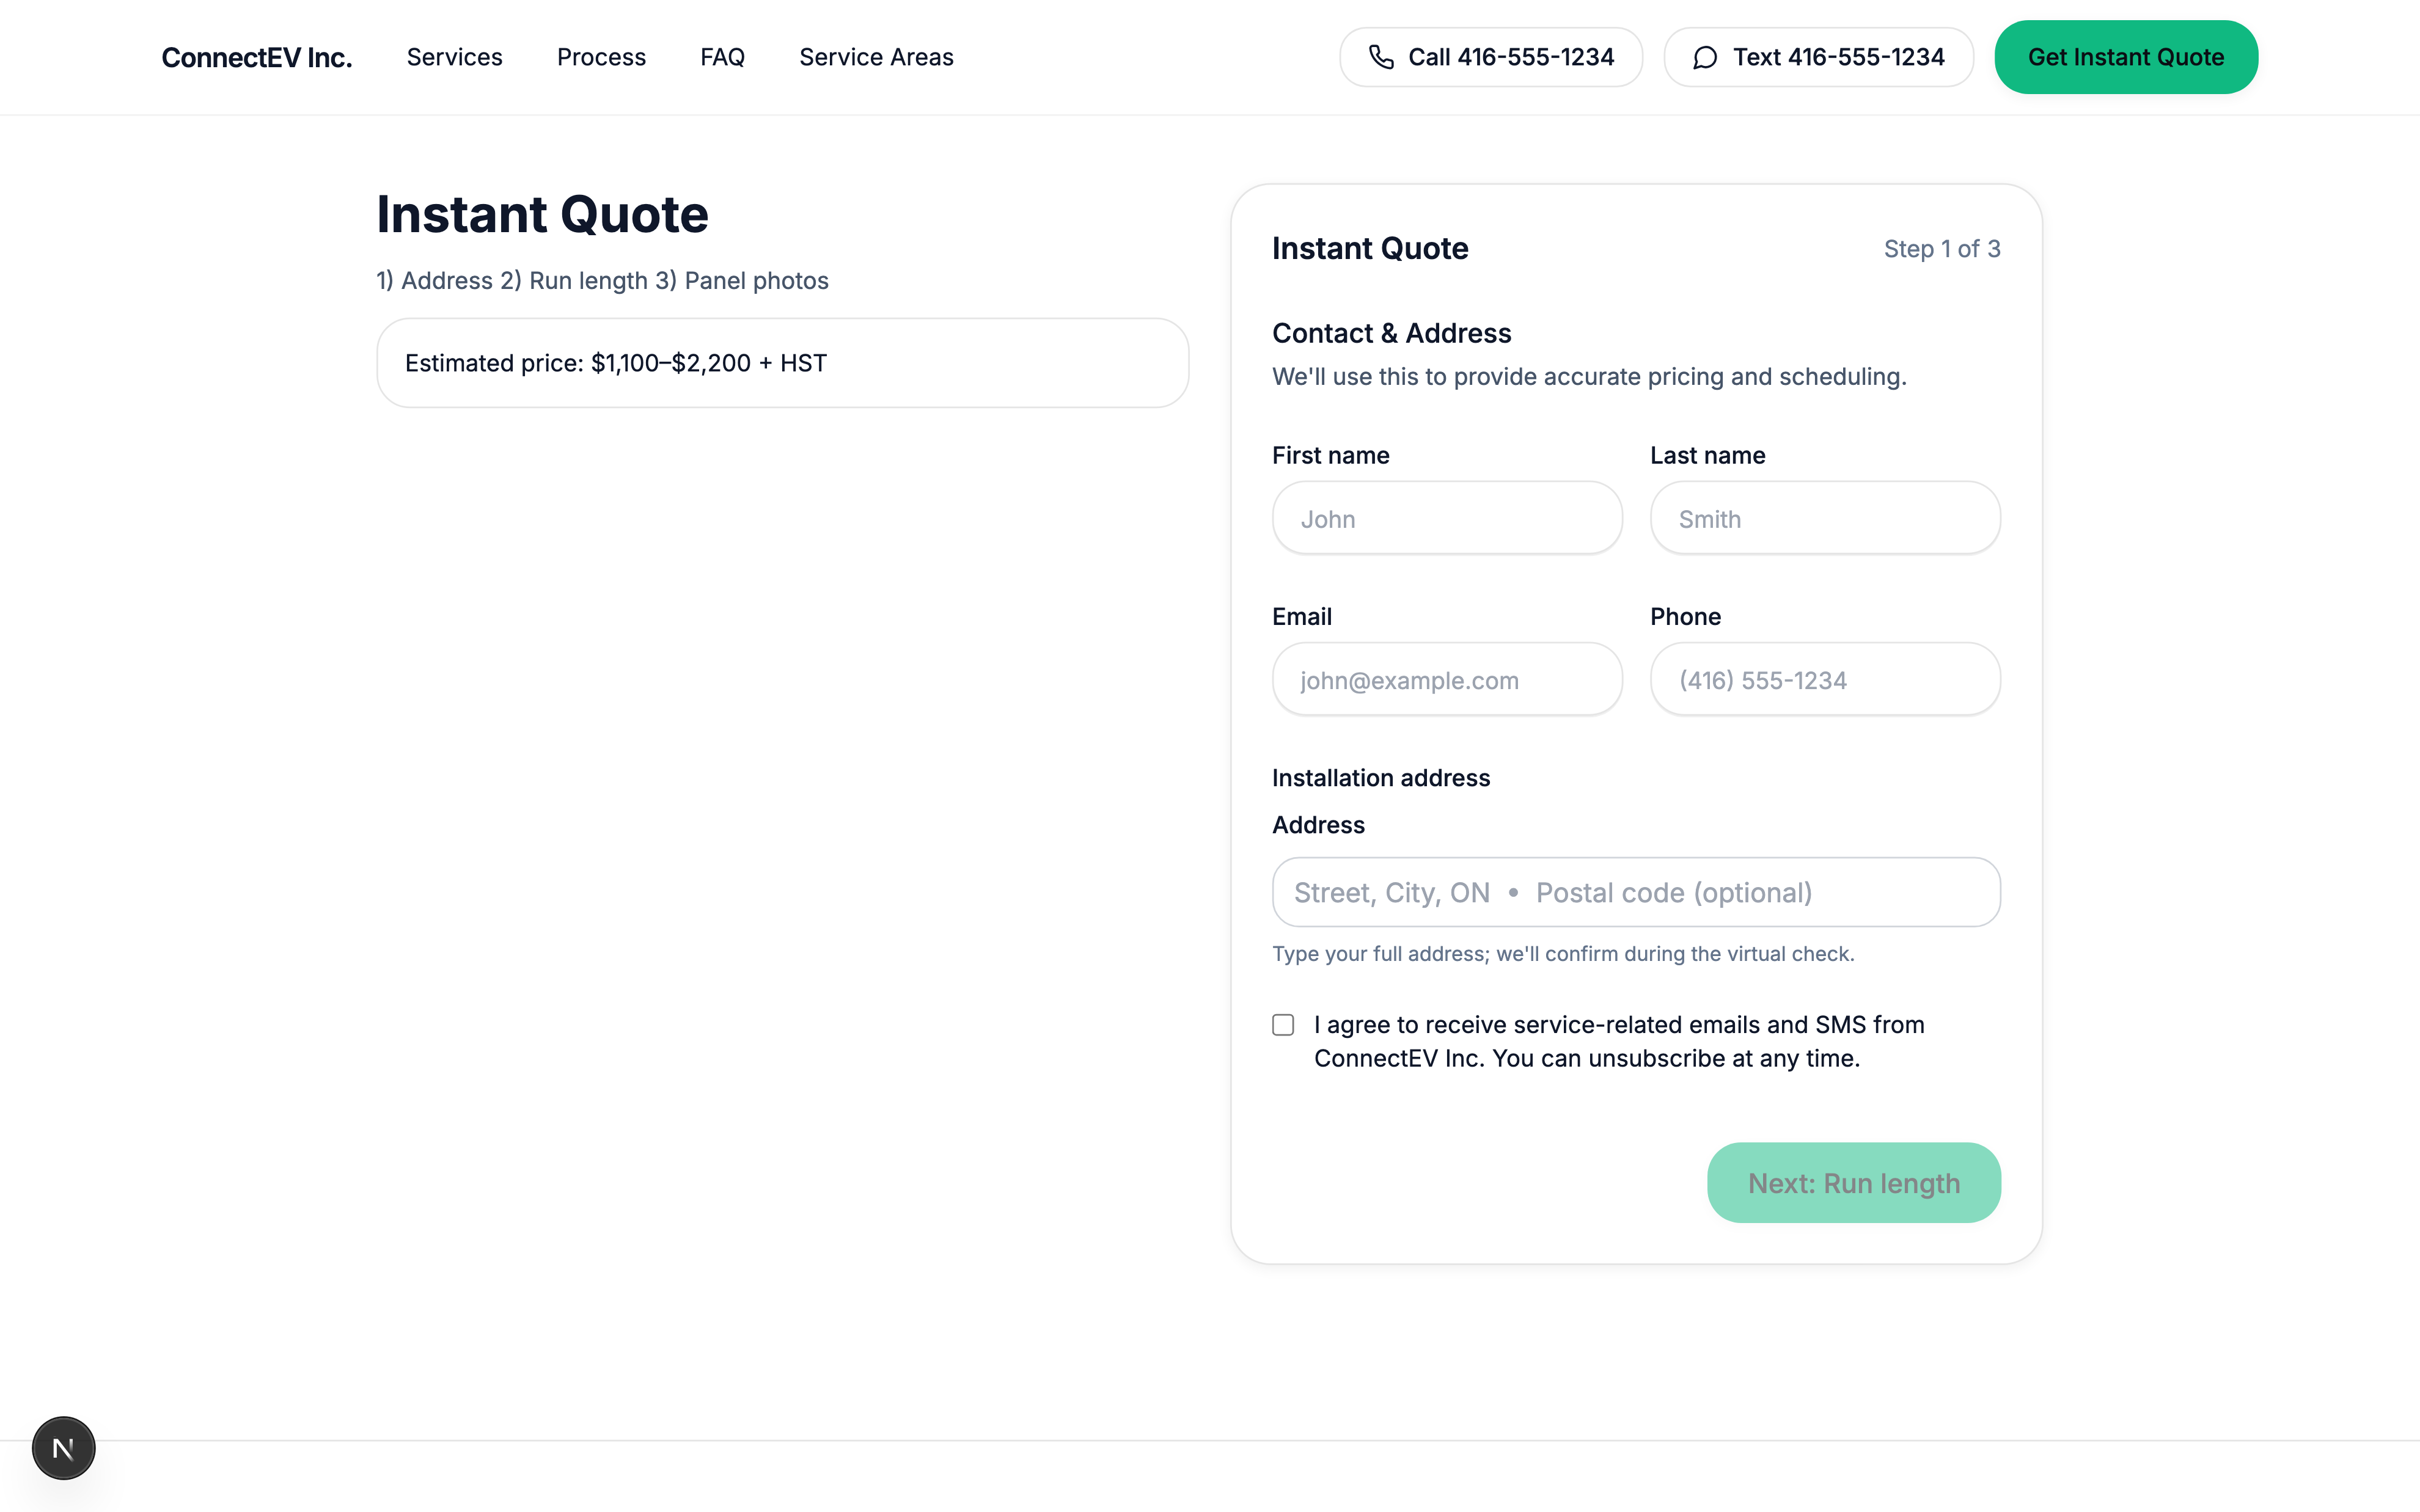 ConnectEV Inc.
Services
Process
FAQ
Service Areas
Call 416-555-1234
Text 416-555-1234
Get Instant Quote
Instant Quote
1) Address 2) Run length 3) Panel photos
Estimated price: $1,100–$2,200 + HST
Instant Quote
Step 1 of 3
Contact & Address
We'll use this to provide accurate pricing and scheduling.
First name
Last name
John
Smith
Email
Phone
john@example.com
(416) 555-1234
Installation address
Address
Street, City, ON • Postal code (optional)
Type your full address; we'll confirm during the virtual check.
I agree to receive service-related emails and SMS from
ConnectEV Inc. You can unsubscribe at any time.
Next: Run length
N